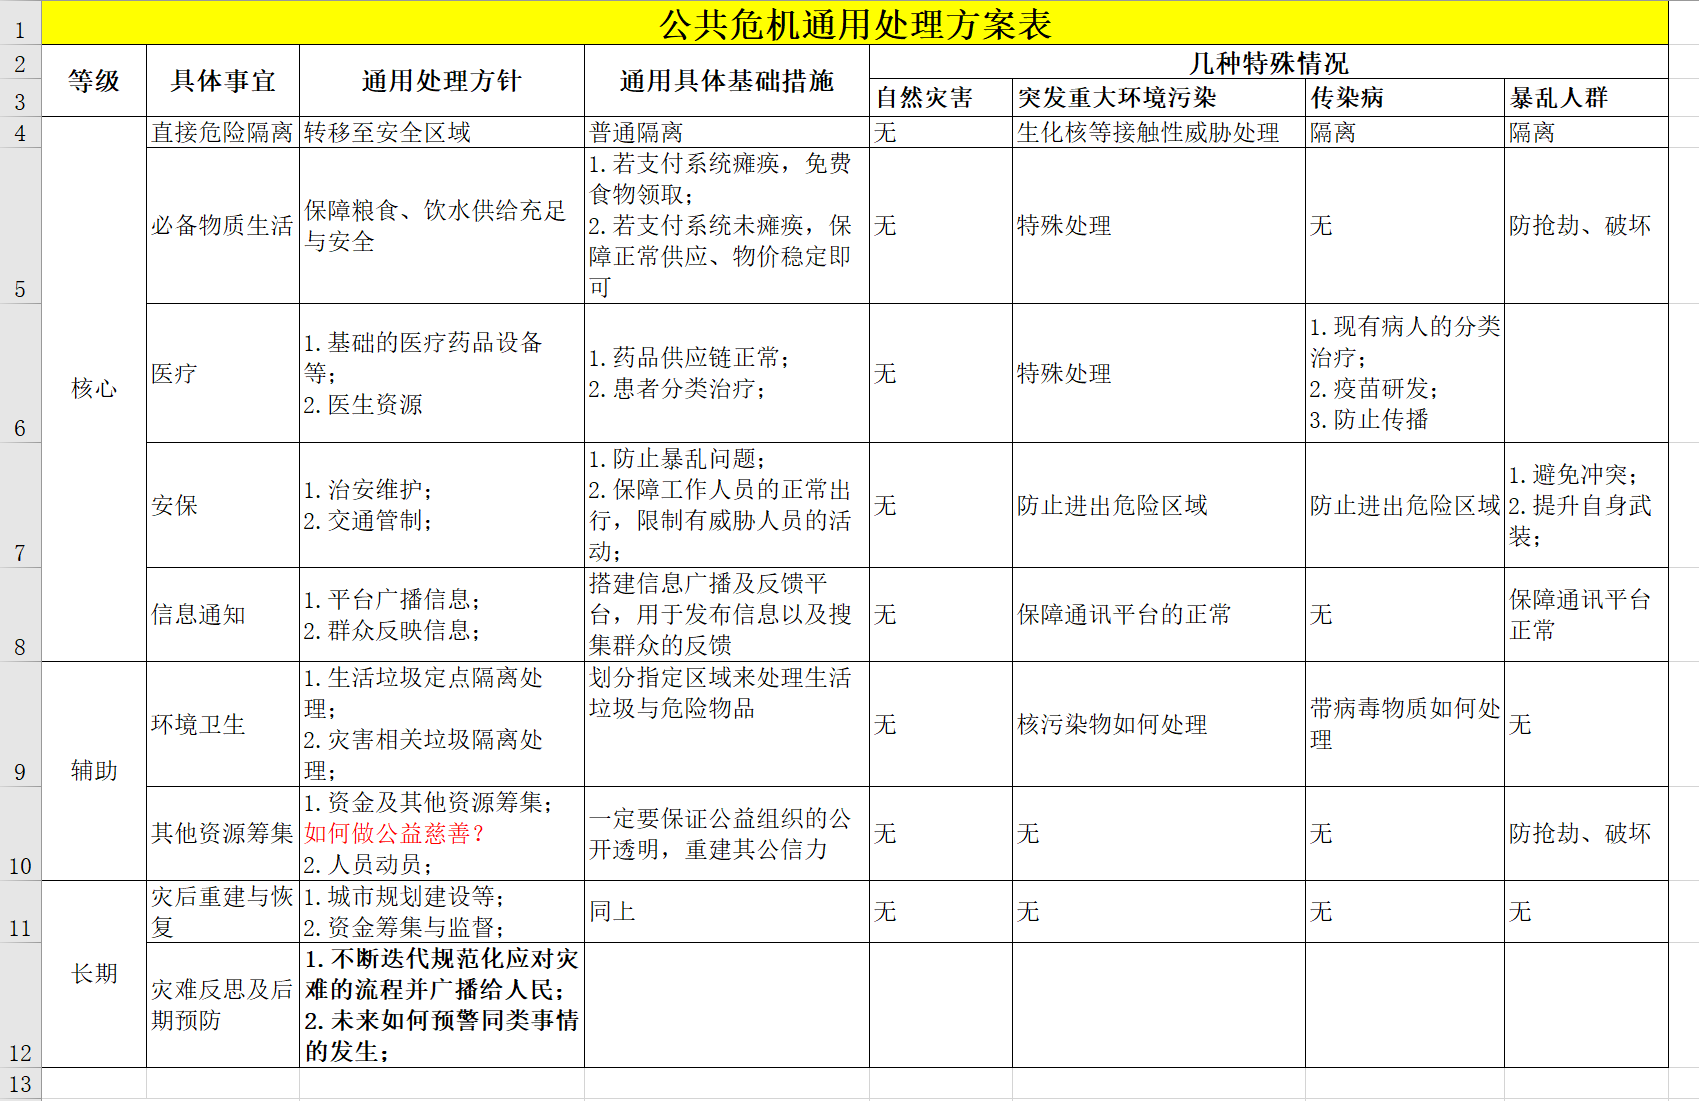 公共危机通用处理方案表
等级
具体事宜
通用处理方针
通用具体基础措施
几种特殊情况
自然灾害
突发重大环境污染
传染病
暴乱人群
核心
直接危险隔离
转移至安全区域
普通隔离
无
生化核等接触性威胁处理
隔离
隔离
必备物质生活
保障粮食、饮水供给充足
与安全
1.若支付系统瘫痪，免费
食物领取；
2.若支付系统未瘫痪，保
障正常供应、物价稳定即
可
无
特殊处理
无
防抢劫、破坏
医疗
1.基础的医疗药品设备
等；
2.医生资源
1.药品供应链正常；
2.患者分类治疗；
无
特殊处理
1.现有病人的分类
治疗；
2.疫苗研发；
3.防止传播
安保
1.治安维护；
2.交通管制；
1.防止暴乱问题；
2.保障工作人员的正常出
行，限制有威胁人员的活
动；
无
防止进出危险区域
防止进出危险区域
1.避免冲突；
2.提升自身武
装；
信息通知
1.平台广播信息；
2.群众反映信息；
搭建信息广播及反馈平
台，用于发布信息以及搜
集群众的反馈
无
保障通讯平台的正常
无
保障通讯平台
正常
辅助
环境卫生
1.生活垃圾定点隔离处
理；
2.灾害相关垃圾隔离处
理；
划分指定区域来处理生活
垃圾与危险物品
无
核污染物如何处理
带病毒物质如何处
理
无
其他资源筹集
1.资金及其他资源筹集；
如何做公益慈善？
2.人员动员；
一定要保证公益组织的公
开透明，重建其公信力
无
无
无
防抢劫、破坏
长期
灾后重建与恢
复
1.城市规划建设等；
2.资金筹集与监督；
同上
无
无
无
无
灾难反思及后
期预防
1.不断迭代规范化应对灾
难的流程并广播给人民；
2.未来如何预警同类事情
的发生；
1
2
3
4
5
6
7
8
9
10
11
12
13